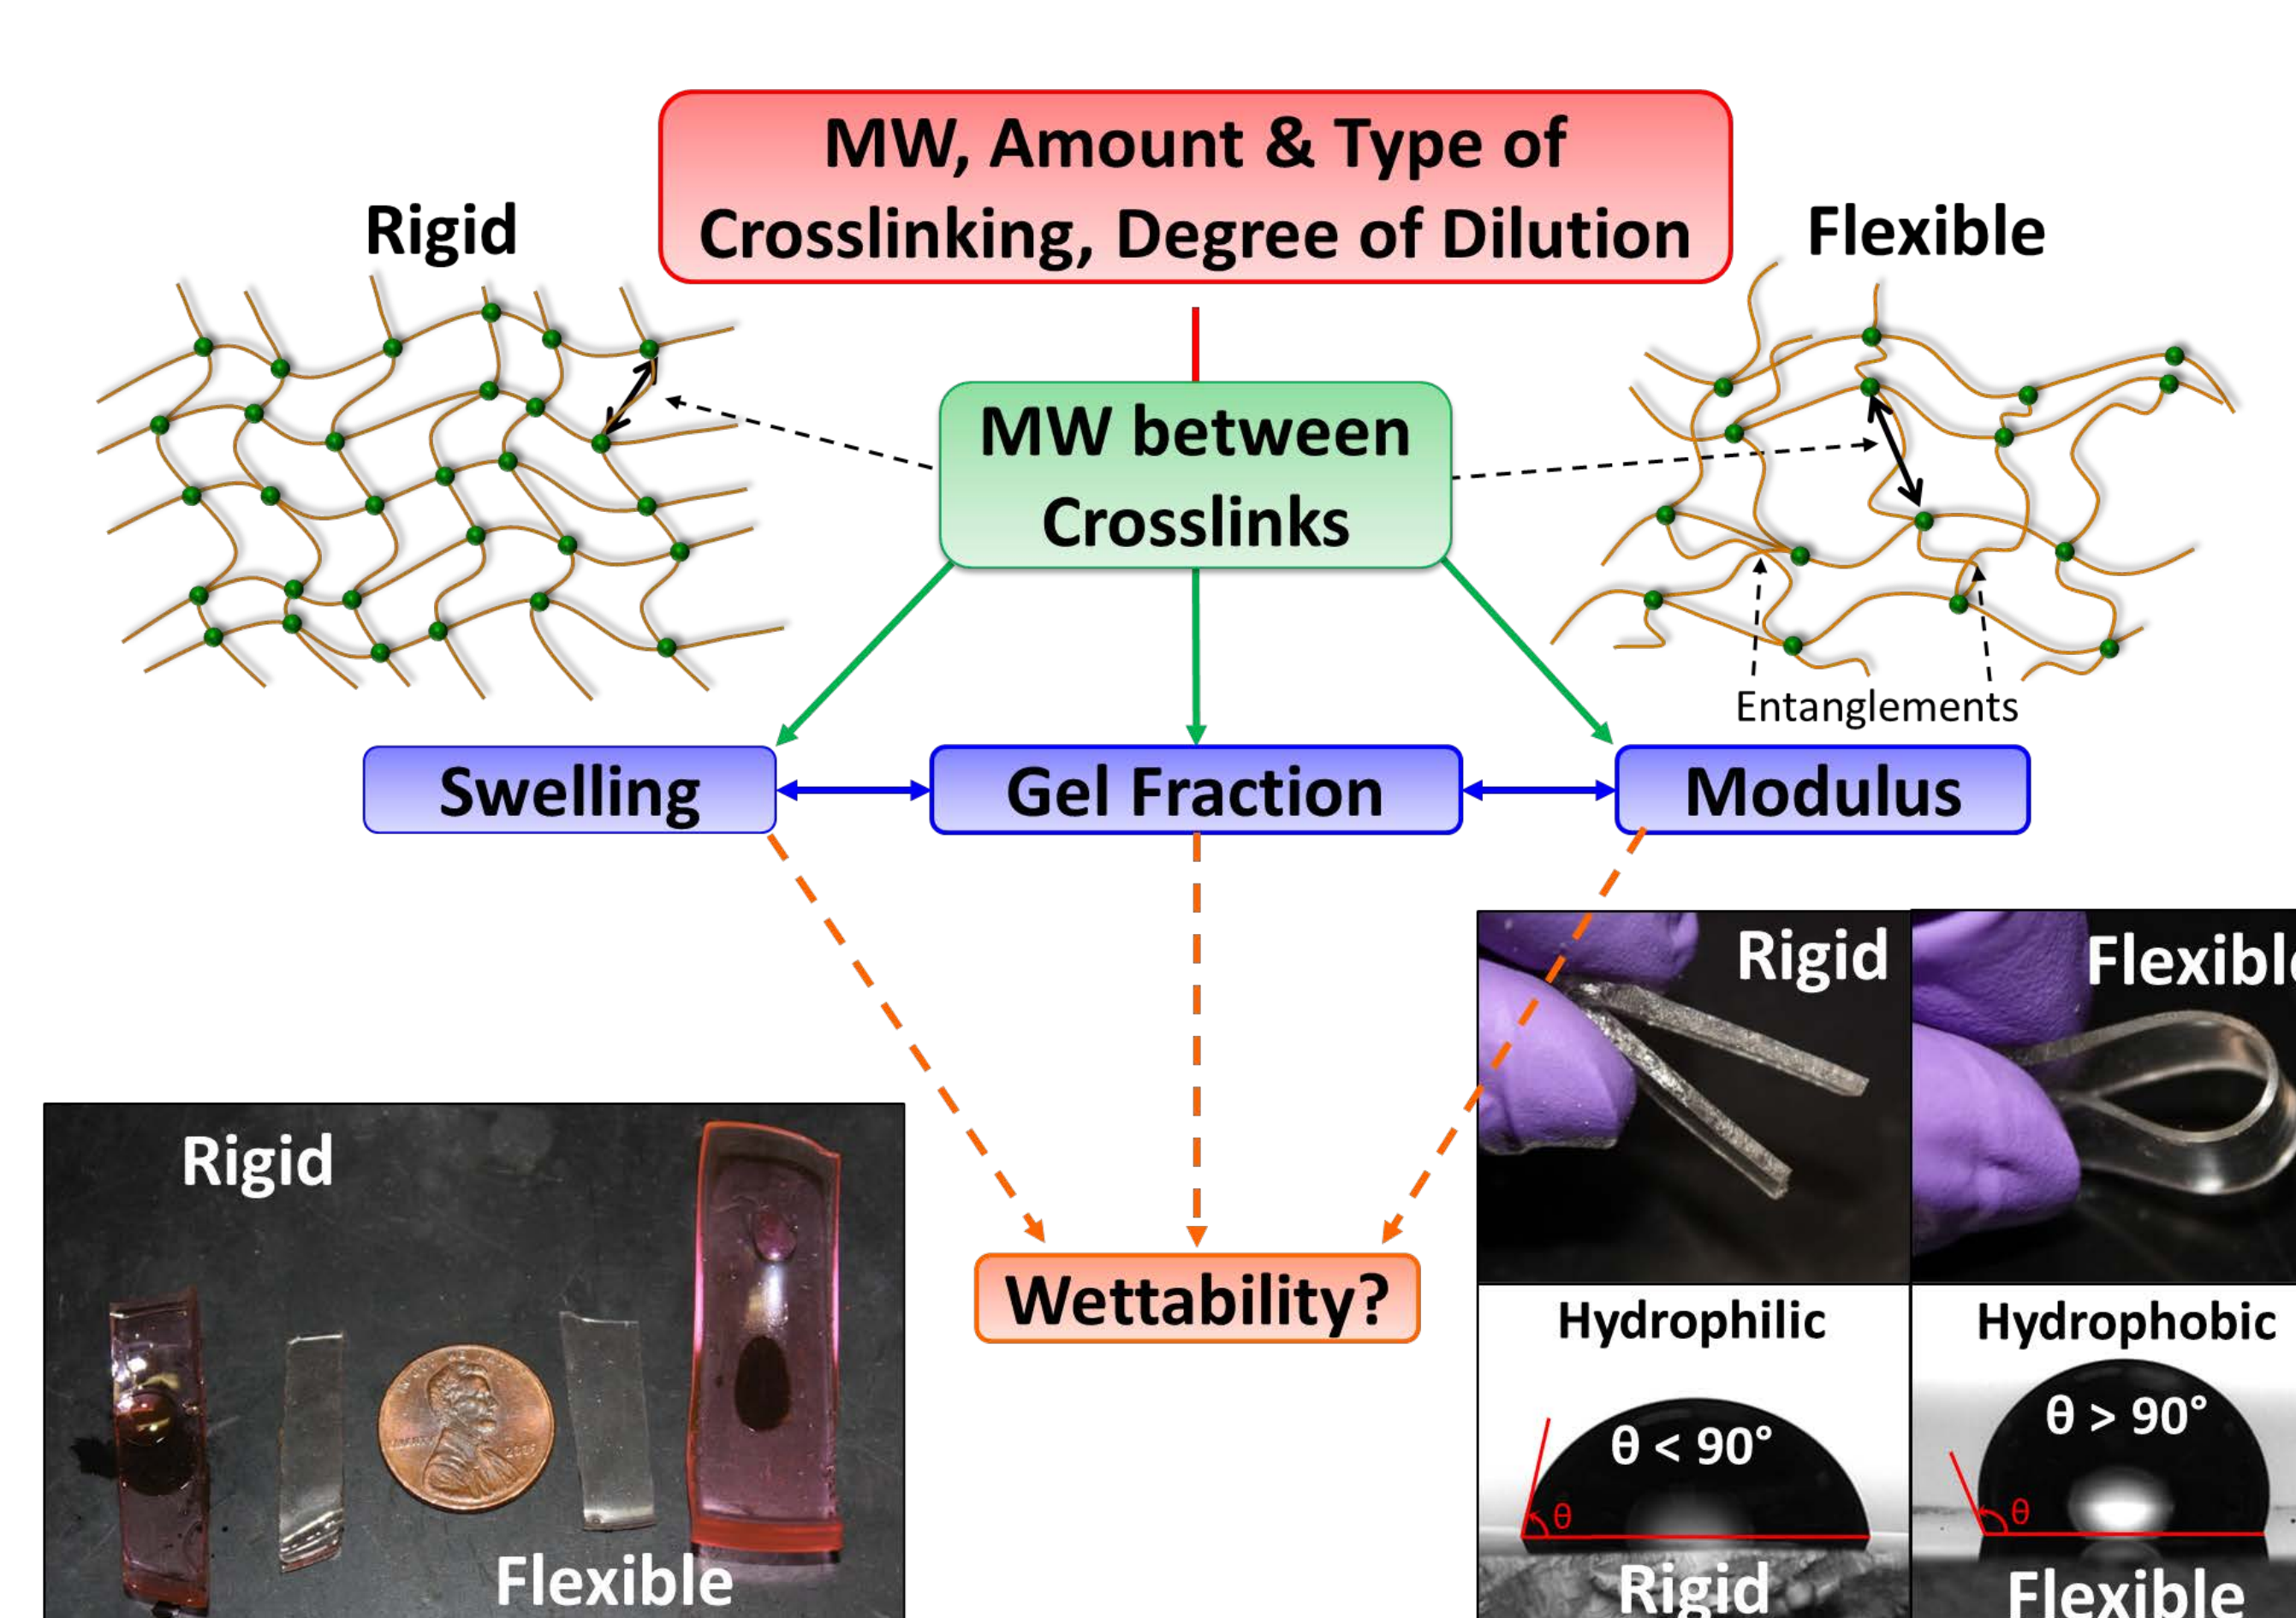 MW, Amount & Type of
Crosslinking, Degree of Dilution
Rigid
Flexible
MW between
Crosslinks
Entanglements
Swelling
Gel Fraction
Modulus
Rigid
Flexible
Rigid
Flexible
Wettability?
Hydrophilic
Hydrophobic
θ < 90°
θ > 90°
θ
θ
Rigid
Flexible